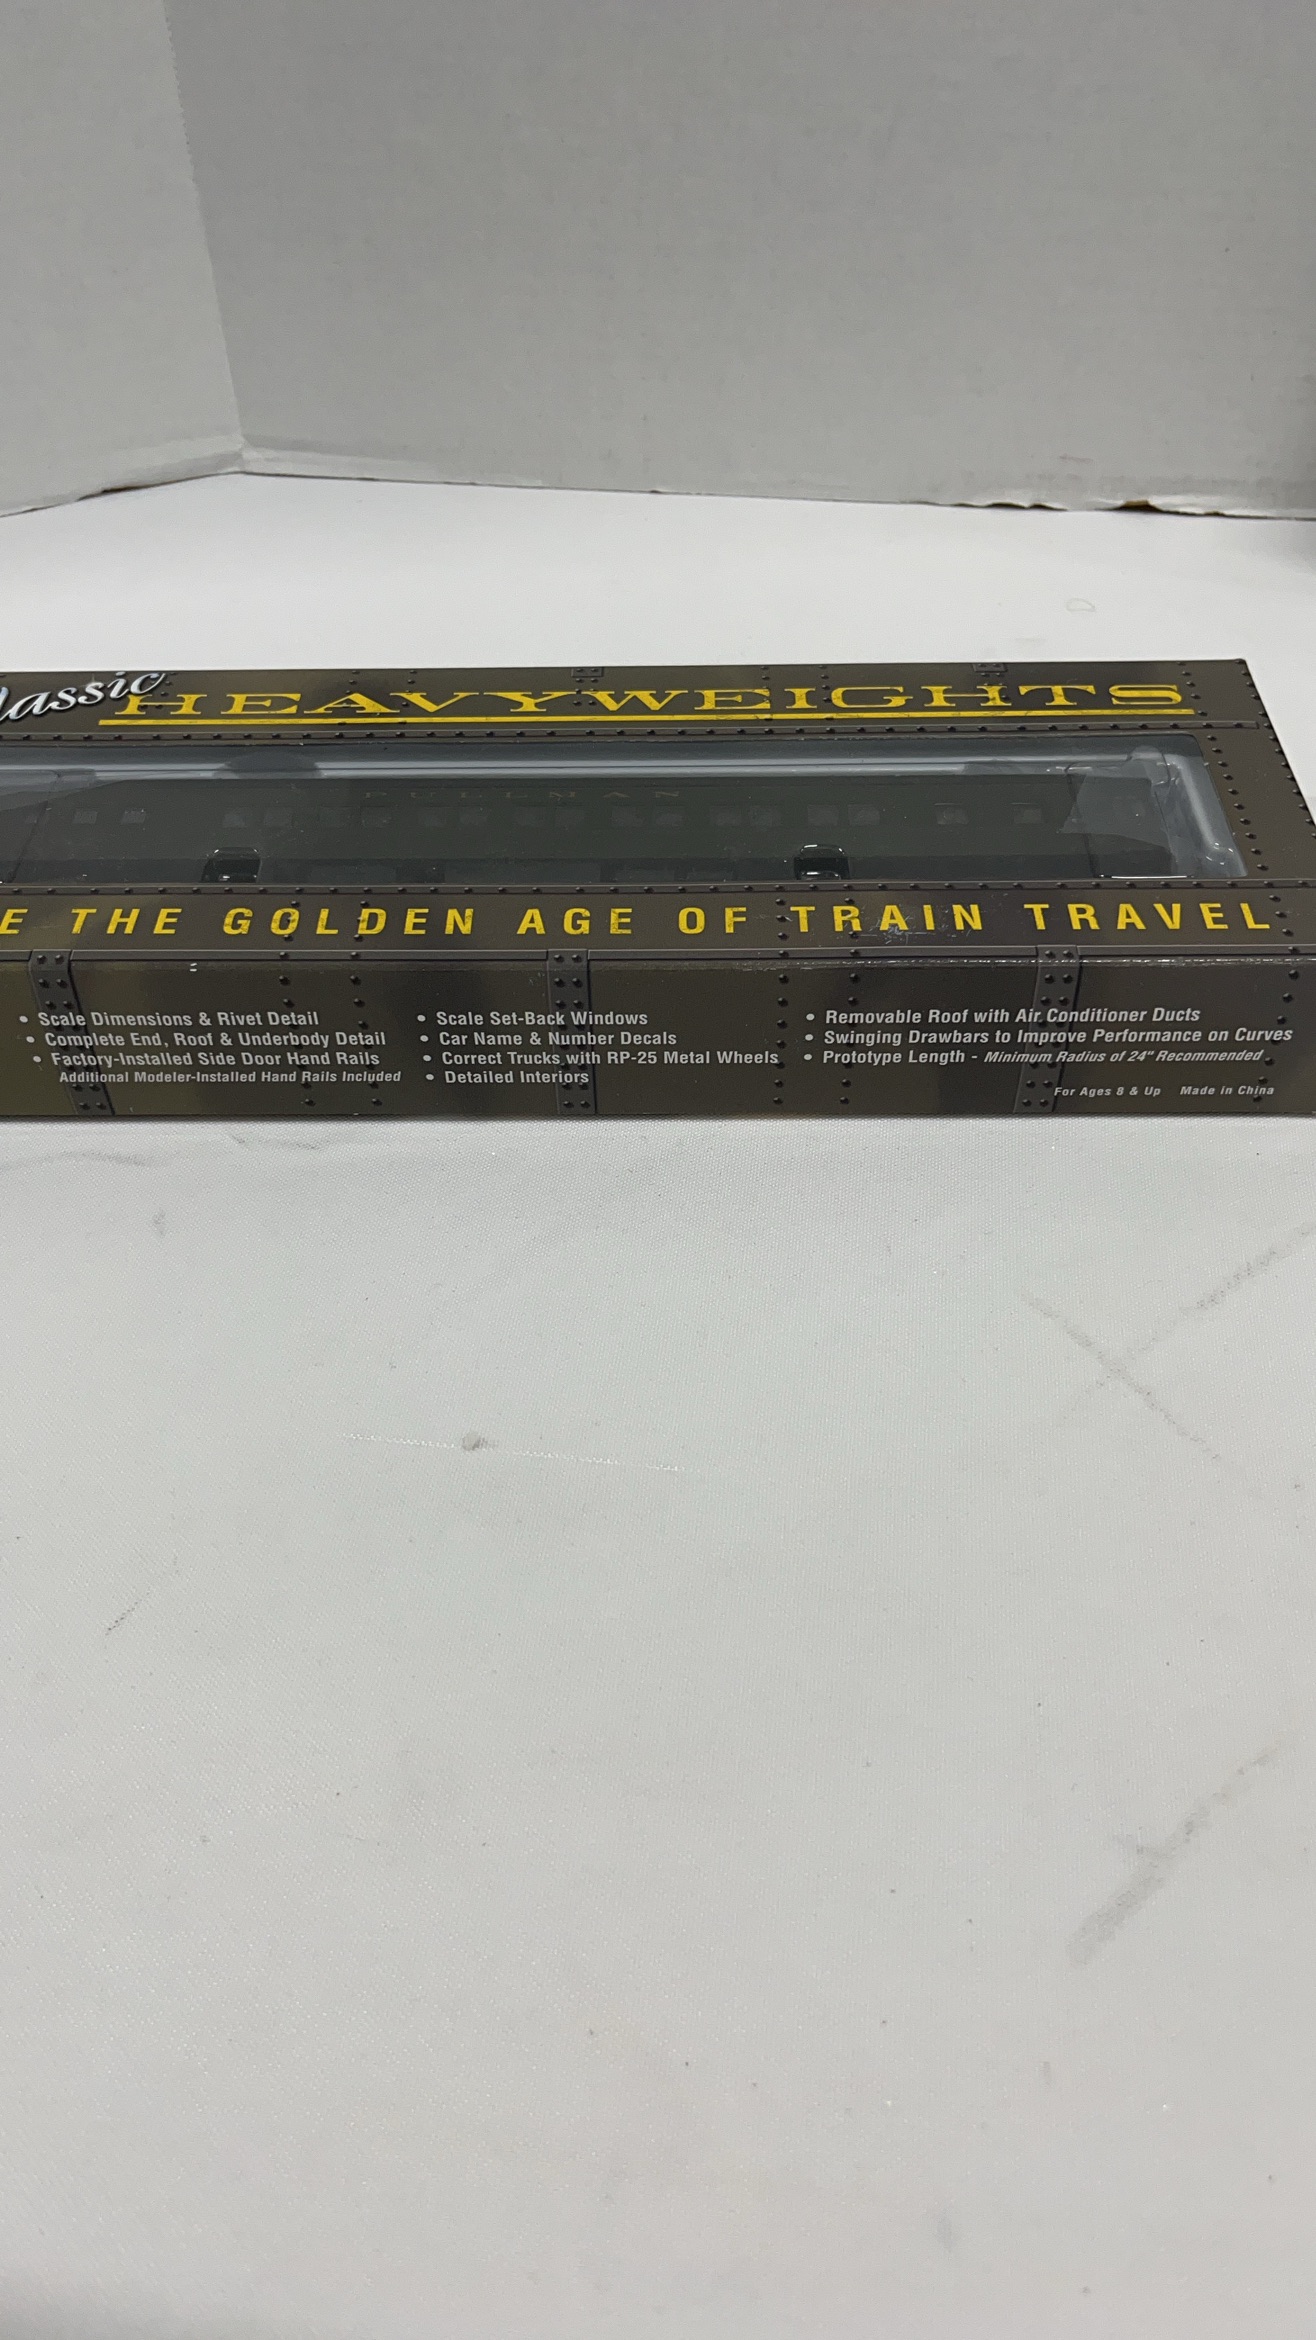 lassic HEAVYWEIGHTS
PULLMAN
E THE GOLDEN AGE OF TRAIN TRAVEL
• Scale Dimensions & Rivet Detail
• Complete End, Roof & Underbody Detail
• Factory-Installed Side Door Hand Rails
Additional Modeler-Installed Hand Rails Included
• Scale Set-Back Windows
• Car Name & Number Decals
• Correct Trucks with RP-25 Metal Wheels
• Detailed Interiors
• Removable Roof with Air Conditioner Ducts
• Swinging Drawbars to Improve Performance on Curves
• Prototype Length - Minimum Radius of 24" Recommended
For Ages 8 & Up Made in China